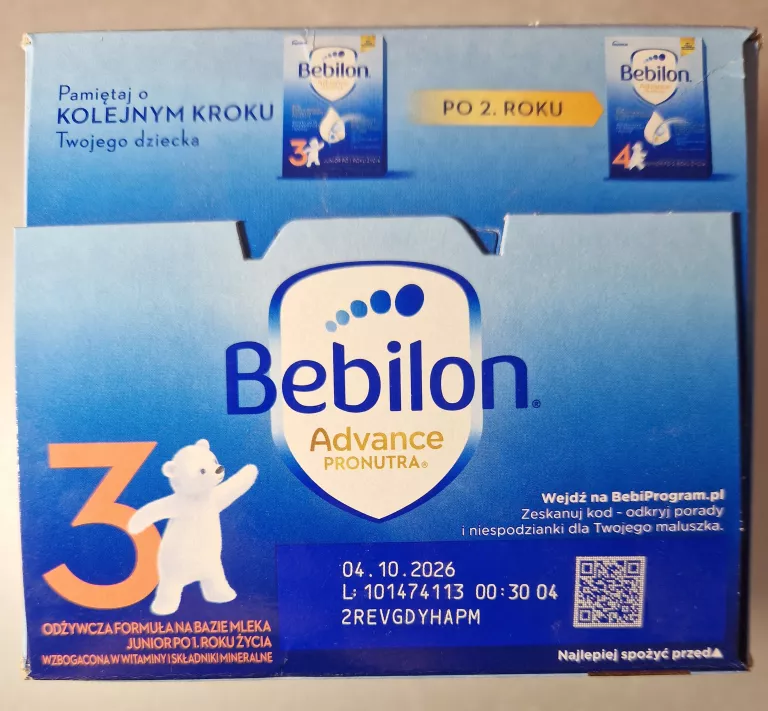 Pamiętaj o
KOLEJNYM KROKU
Twojego dziecka
Bebilon
3
PO 2. ROKU
Bebilon
4
Bebilon®
Advance
PRONUTRA®
3
Wejdź na BebiProgram.pl
Zeskanuj kod - odkryj porady
i niespodzianki dla Twojego maluszka.
04.10.2026
L: 101474113 00:30 04
2REVGDYHAPM
ODŻYWCZA FORMUŁA NA BAZIE MLEKA
JUNIOR PO 1. ROKU ŻYCIA
WZBOGACONA W WITAMINY I SKŁADNIKI MINERALNE
Najlepiej spożyć przed▲